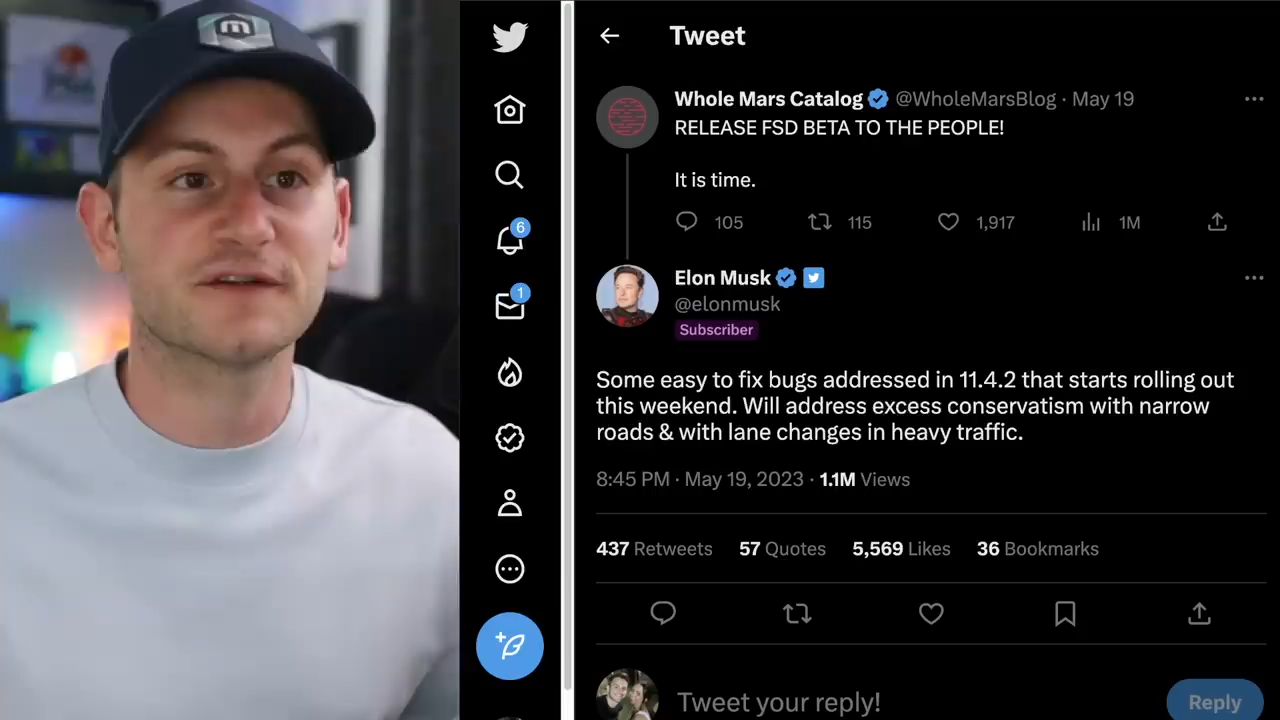 Tweet
Whole Mars Catalog @WholeMarsBlog · May 19
RELEASE FSD BETA TO THE PEOPLE!
It is time.
105 115 1,917 1M
6
Elon Musk
@elonmusk
1
Subscriber
Some easy to fix bugs addressed in 11.4.2 that starts rolling out
this weekend. Will address excess conservatism with narrow
roads & with lane changes in heavy traffic.
8:45 PM · May 19, 2023 · 1.1M Views
437 Retweets 57 Quotes 5,569 Likes 36 Bookmarks
Tweet your reply!
Reply